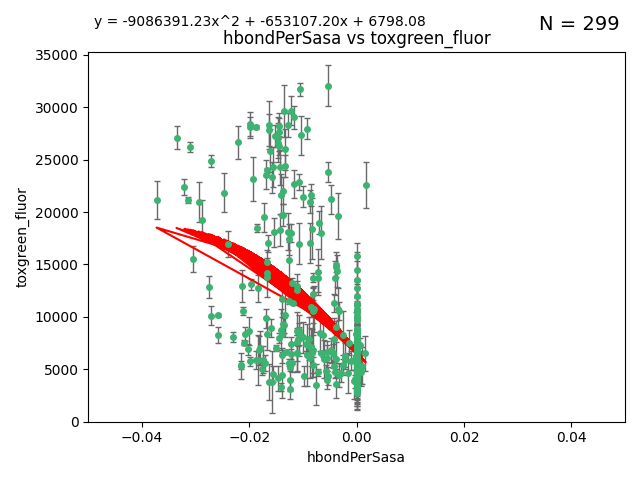 y = -9086391.23x^2 + -653107.20x + 6798.08
N = 299
hbondPerSasa vs toxgreen_fluor
35000
30000
25000
20000
15000
10000
5000
0
toxgreen_fluor
−0.04
−0.02
0.00
0.02
0.04
hbondPerSasa